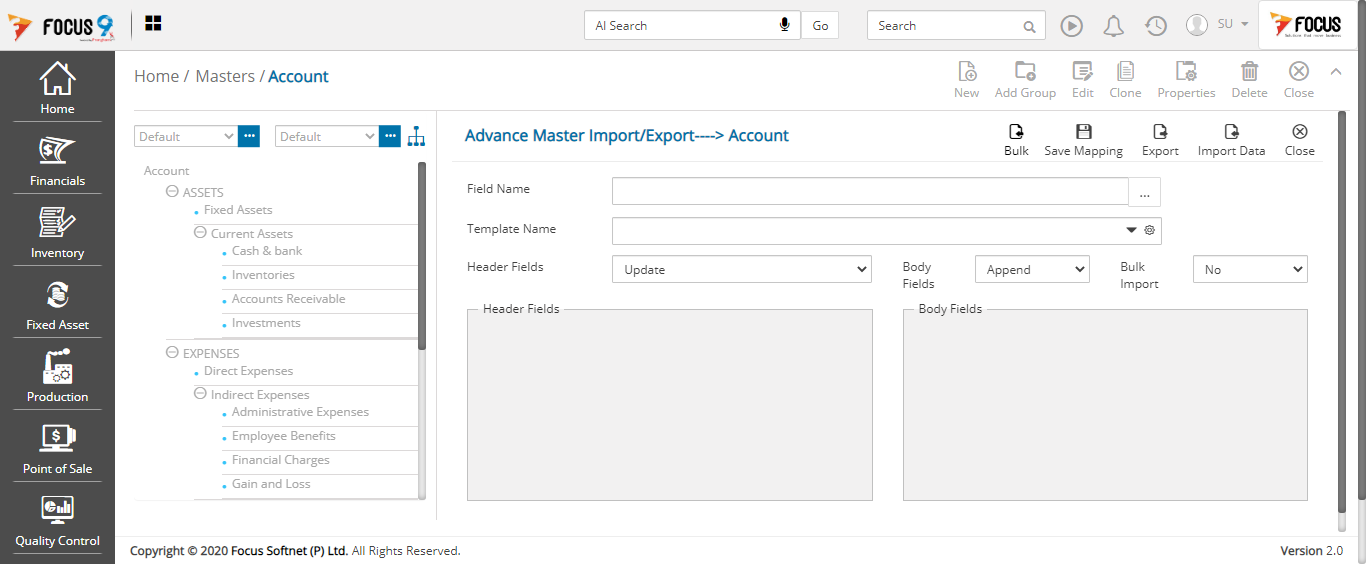 FOCUS 9
AI Search
Go
Search
SU
FOCUS
Home
Financials
Inventory
Fixed Asset
Production
Point of Sale
Quality Control
Home / Masters / Account
New
Add Group
Edit
Clone
Properties
Delete
Close
Default
Default
Account
ASSETS
Fixed Assets
Current Assets
Cash & bank
Inventories
Accounts Receivable
Investments
EXPENSES
Direct Expenses
Indirect Expenses
Administrative Expenses
Employee Benefits
Financial Charges
Gain and Loss
Advance Master Import/Export----> Account
Bulk
Save Mapping
Export
Import Data
Close
Field Name
...
Template Name
Header Fields
Update
Body
Fields
Append
Bulk
Import
No
Header Fields
Body Fields
Copyright © 2020 Focus Softnet (P) Ltd. All Rights Reserved.
Version 2.0